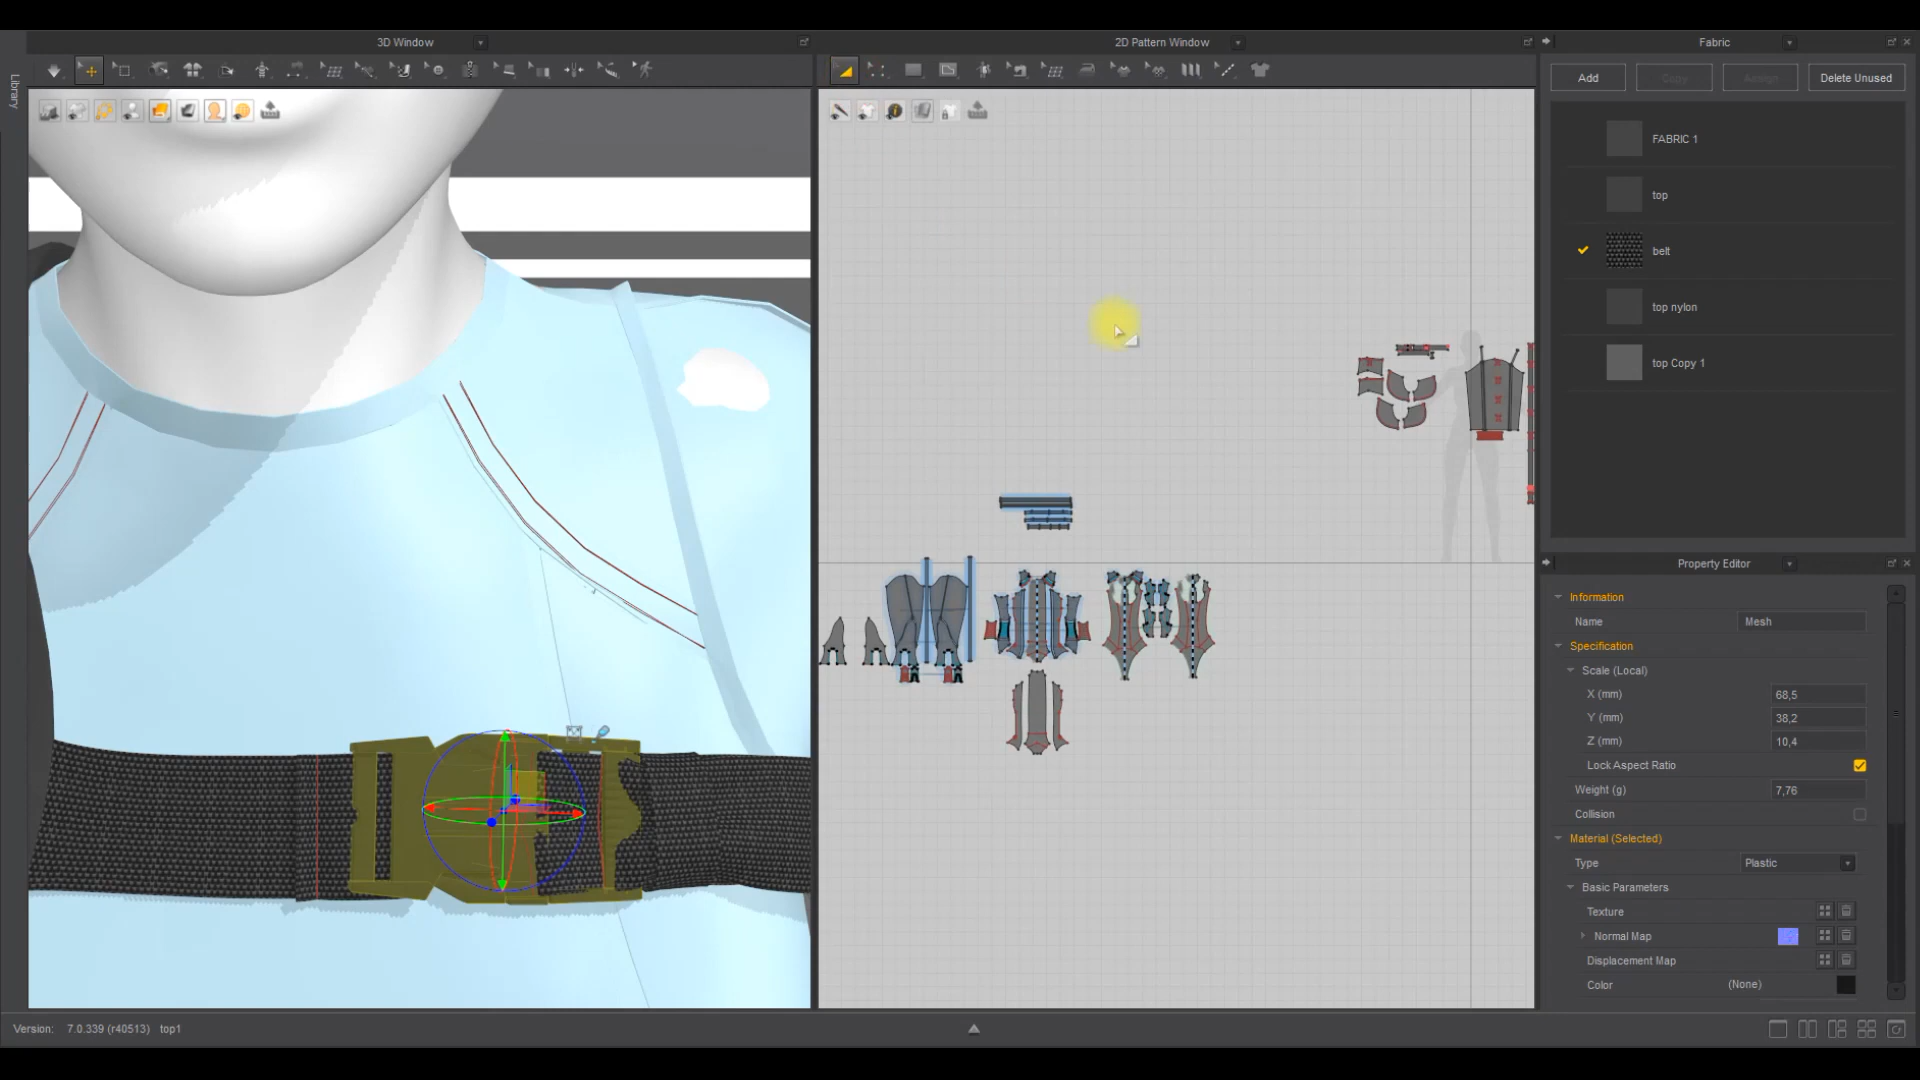 3D Window
2D Pattern Window
Fabric
Library
Add
Copy
Assign
Delete Unused
FABRIC 1
top
belt
top nylon
top Copy 1
Property Editor
Information
Name
Mesh
Specification
Scale (Local)
X (mm)
68,5
Y (mm)
38,2
Z (mm)
10,4
Lock Aspect Ratio
Weight (g)
7,76
Collision
Material (Selected)
Type
Plastic
Basic Parameters
Texture
Normal Map
Displacement Map
Color
(None)
Version: 7.0.339 (r40513) top1